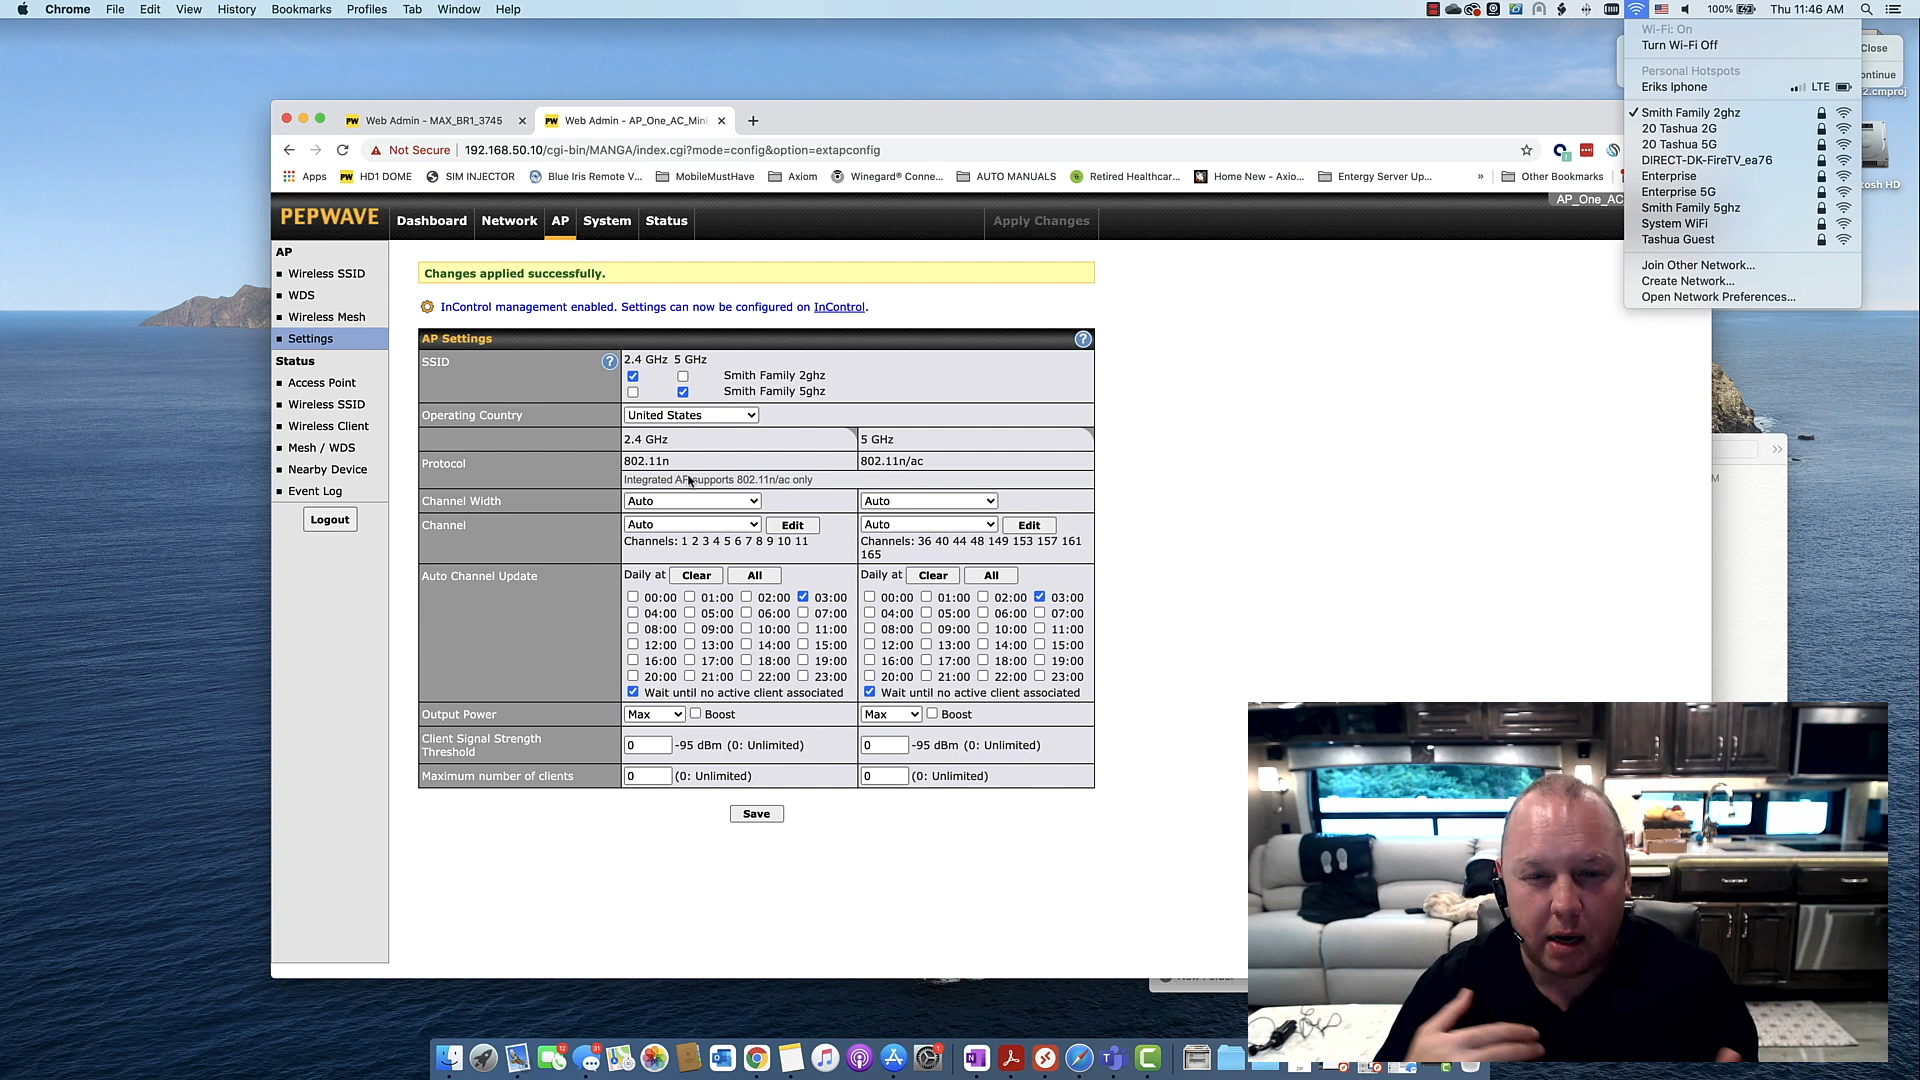 Chrome File Edit View History Bookmarks Profiles Tab Window Help
100% Thu 11:46 AM
Wi-Fi: On
Turn Wi-Fi Off
Personal Hotspots
Eriks Iphone LTE
Smith Family 2ghz
20 Tashua 2G
20 Tashua 5G
DIRECT-DK-FireTV_ea76
Enterprise
Enterprise 5G
Smith Family 5ghz
System WiFi
Tashua Guest
Join Other Network...
Create Network...
Open Network Preferences...
Close
ontinue
2.cmproj
tosh HD
PW Web Admin - MAX_BR1_3745
PW Web Admin - AP_One_AC_Mini_
Not Secure 192.168.50.10/cgi-bin/MANGA/index.cgi?mode=config&option=extapconfig
Apps PW HD1 DOME SIM INJECTOR Blue Iris Remote V... MobileMustHave Axiom Winegard® Conne... AUTO MANUALS Retired Healthcar... Home New - Axio... Entergy Server Up... » Other Bookmarks
PEPWAVE Dashboard Network AP System Status Apply Changes AP_One_AC
AP
Wireless SSID
WDS
Wireless Mesh
Settings
Status
Access Point
Wireless SSID
Wireless Client
Mesh / WDS
Nearby Device
Event Log
Logout
Changes applied successfully.
InControl management enabled. Settings can now be configured on InControl.
AP Settings ?
SSID ? 2.4 GHz 5 GHz
Smith Family 2ghz
Smith Family 5ghz
Operating Country United States
2.4 GHz 5 GHz
Protocol 802.11n 802.11n/ac
Integrated AP supports 802.11n/ac only
Channel Width Auto Auto
Channel Auto Edit Auto Edit
Channels: 1 2 3 4 5 6 7 8 9 10 11 Channels: 36 40 44 48 149 153 157 161
165
Auto Channel Update Daily at Clear All Daily at Clear All
00:00 01:00 02:00 03:00 00:00 01:00 02:00 03:00
04:00 05:00 06:00 07:00 04:00 05:00 06:00 07:00
08:00 09:00 10:00 11:00 08:00 09:00 10:00 11:00
12:00 13:00 14:00 15:00 12:00 13:00 14:00 15:00
16:00 17:00 18:00 19:00 16:00 17:00 18:00 19:00
20:00 21:00 22:00 23:00 20:00 21:00 22:00 23:00
Wait until no active client associated Wait until no active client associated
Output Power Max Boost Max Boost
Client Signal Strength
Threshold 0 -95 dBm (0: Unlimited) 0 -95 dBm (0: Unlimited)
Maximum number of clients 0 (0: Unlimited) 0 (0: Unlimited)
Save